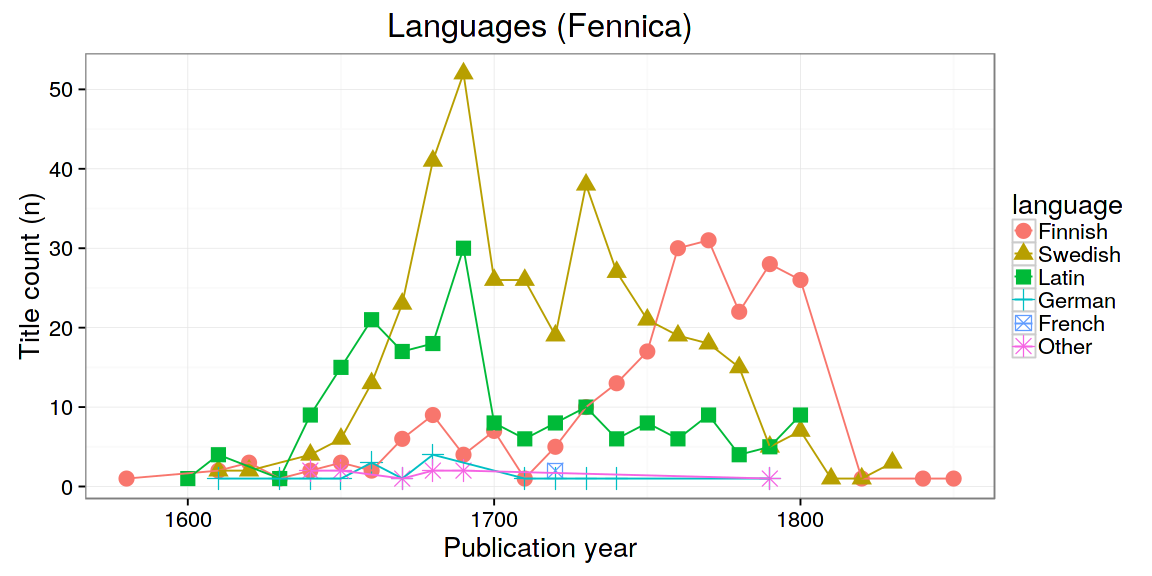 Languages (Fennica)
Title count (n)
50
40
30
20
10
0
1600 1700 1800
Publication year
language
Finnish
Swedish
Latin
German
French
Other